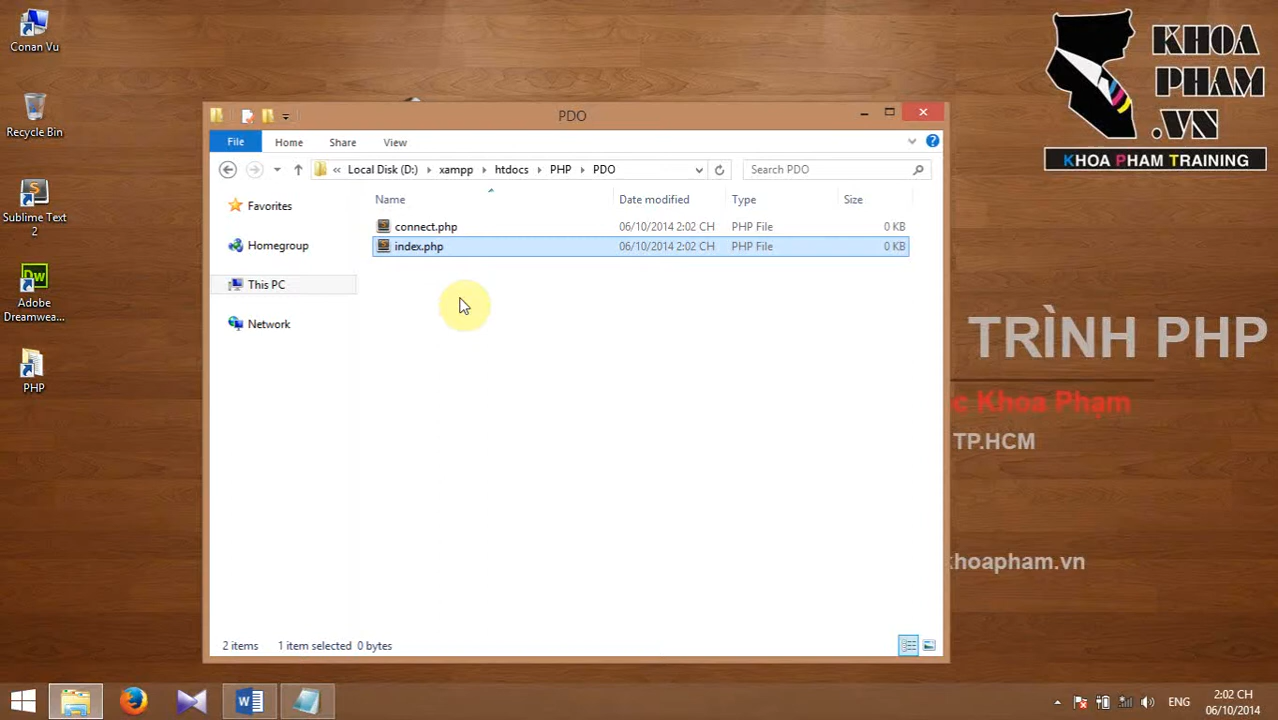 Conan Vu
Recycle Bin
Sublime Text
2
Adobe
Dreamwea...
PHP
KHOA
PHAM
.VN
KHOA PHAM TRAINING
PDO
File
Home
Share
View
«
Local Disk (D:)
xampp
htdocs
PHP
PDO
Search PDO
Favorites
Homegroup
This PC
Network
Name
Date modified
Type
Size
connect.php
06/10/2014 2:02 CH
PHP File
0 KB
index.php
06/10/2014 2:02 CH
PHP File
0 KB
TRÌNH PHP
c Khoa Phạm
TP.HCM
khoapham.vn
2 items
1 item selected 0 bytes
ENG
2:02 CH
06/10/2014